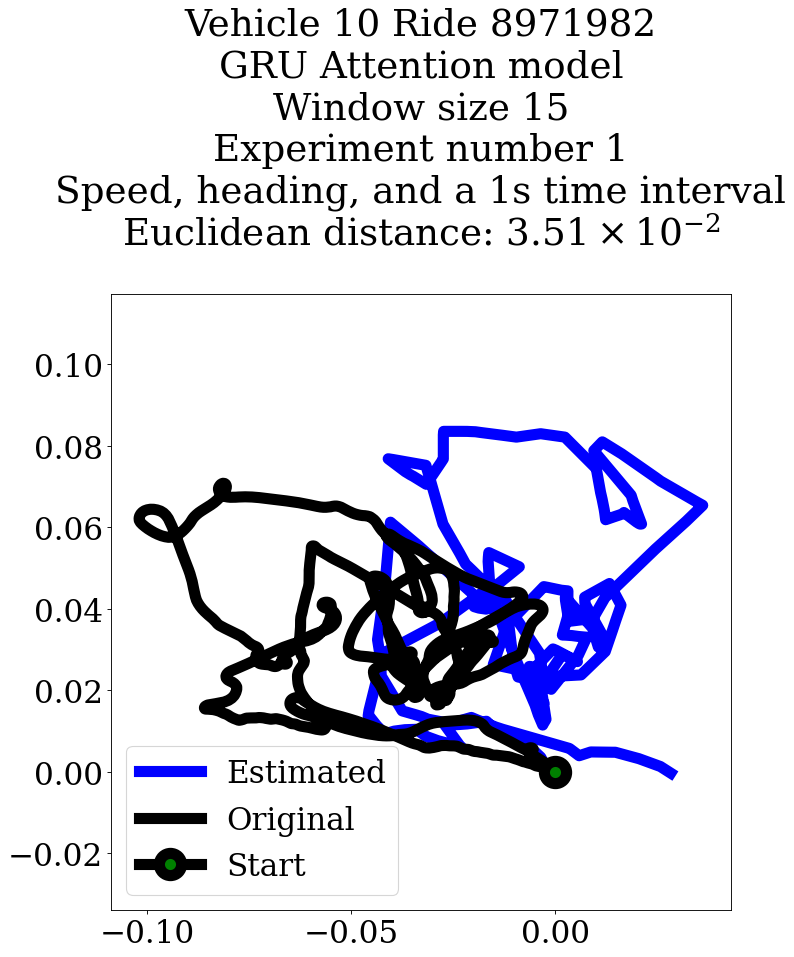 Vehicle 10 Ride 8971982
GRU Attention model
Window size 15
Experiment number 1
Speed, heading, and a 1s time interval
Euclidean distance: 3.51 × 10⁻²
0.10
0.08
0.06
0.04
0.02
0.00
−0.02
Estimated
Original
Start
−0.10 −0.05 0.00